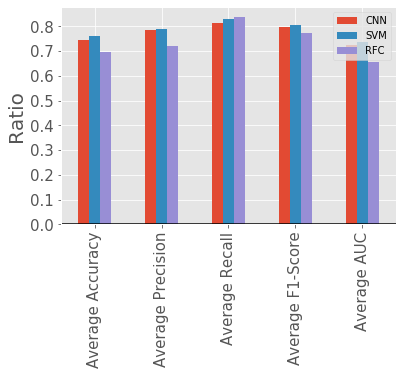 CNN
SVM
RFC
Ratio
0.8
0.7
0.6
0.5
0.4
0.3
0.2
0.1
0.0
Average Accuracy
Average Precision
Average Recall
Average F1-Score
Average AUC